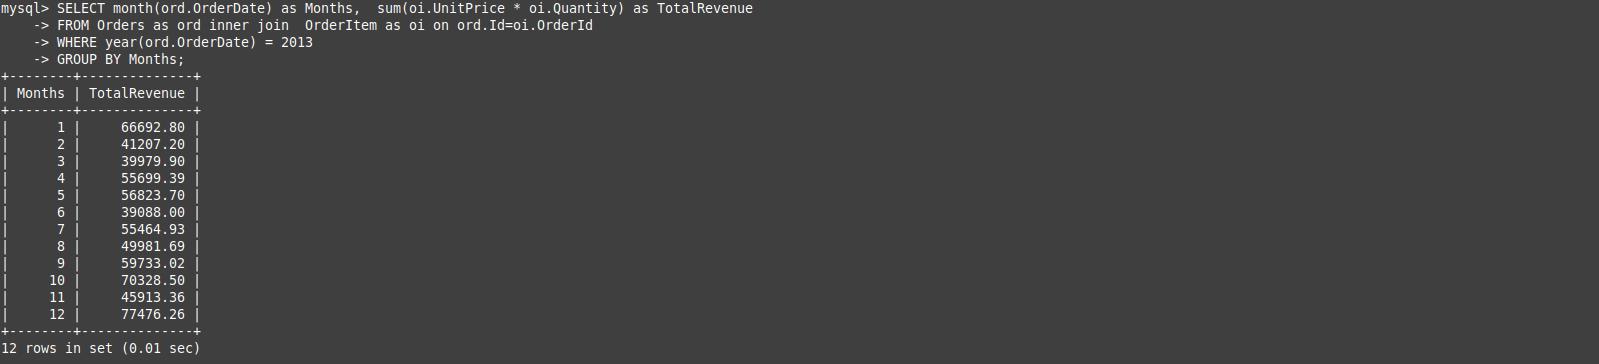 mysql> SELECT month(ord.OrderDate) as Months,  sum(oi.UnitPrice * oi.Quantity) as TotalRevenue
    -> FROM Orders as ord inner join  OrderItem as oi on ord.Id=oi.OrderId
    -> WHERE year(ord.OrderDate) = 2013
    -> GROUP BY Months;
+--------+--------------+
| Months | TotalRevenue |
+--------+--------------+
|      1 |     66692.80 |
|      2 |     41207.20 |
|      3 |     39979.90 |
|      4 |     55699.39 |
|      5 |     56823.70 |
|      6 |     39088.00 |
|      7 |     55464.93 |
|      8 |     49981.69 |
|      9 |     59733.02 |
|     10 |     70328.50 |
|     11 |     45913.36 |
|     12 |     77476.26 |
+--------+--------------+
12 rows in set (0.01 sec)